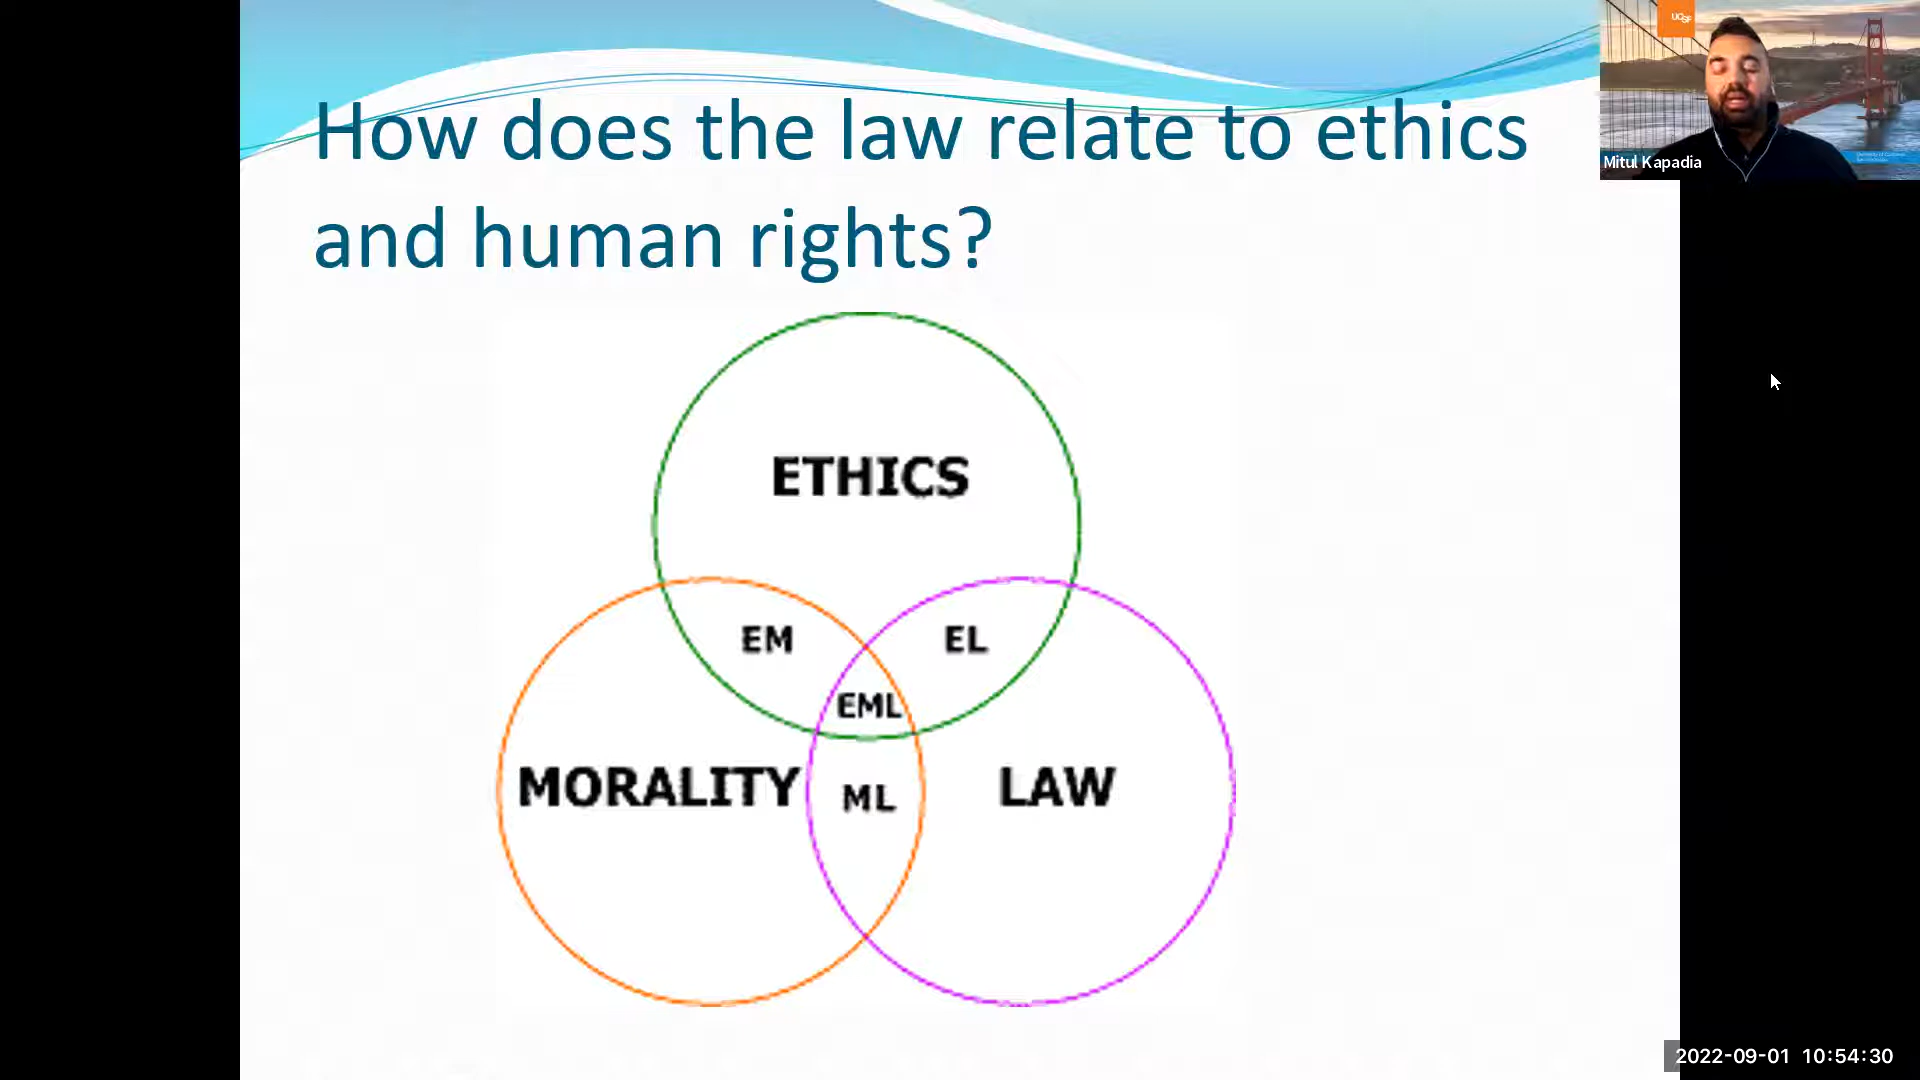 How does the law relate to ethics
and human rights?
UCSF
Mitul Kapadia
ETHICS
EM
EL
EML
MORALITY
ML
LAW
2022-09-01 10:54:30